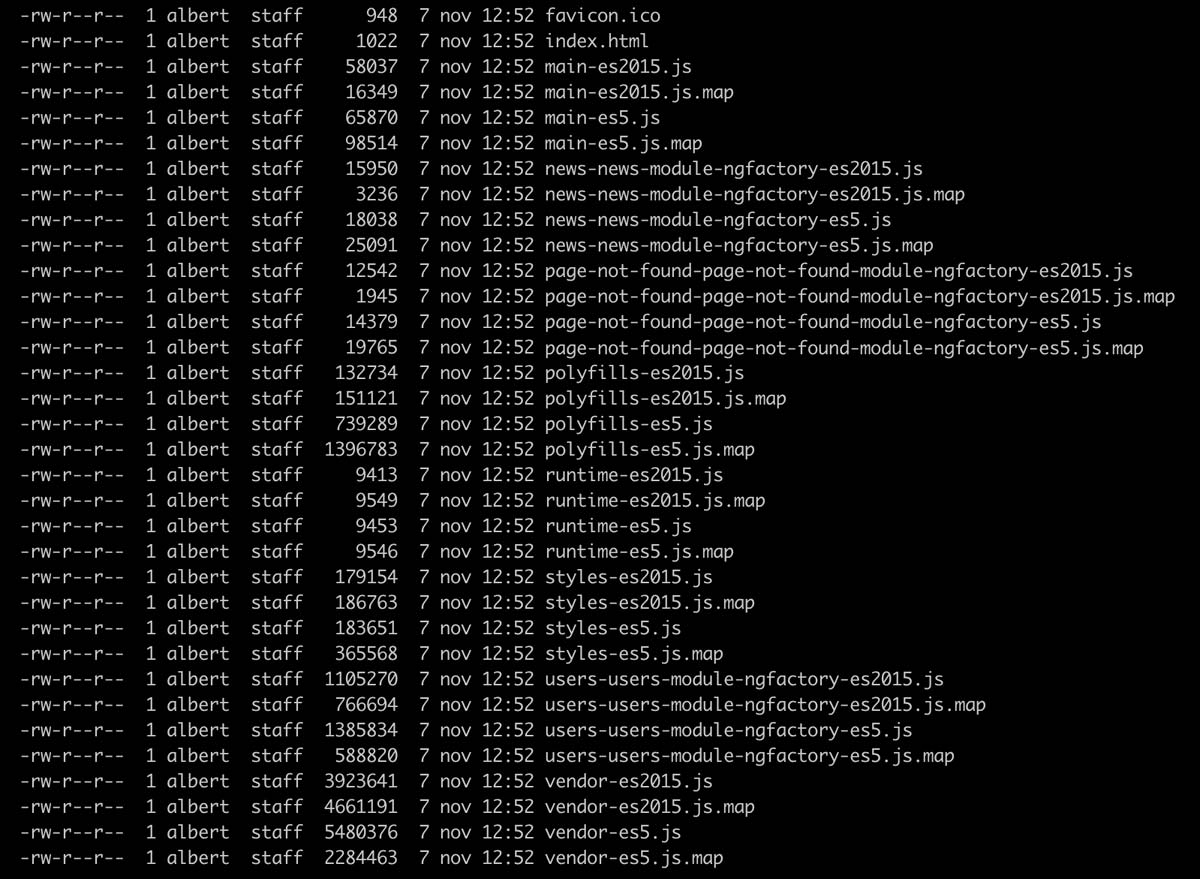 -rw-r--r--  1 albert  staff      948  7 nov 12:52 favicon.ico
-rw-r--r--  1 albert  staff     1022  7 nov 12:52 index.html
-rw-r--r--  1 albert  staff    58037  7 nov 12:52 main-es2015.js
-rw-r--r--  1 albert  staff    16349  7 nov 12:52 main-es2015.js.map
-rw-r--r--  1 albert  staff    65870  7 nov 12:52 main-es5.js
-rw-r--r--  1 albert  staff    98514  7 nov 12:52 main-es5.js.map
-rw-r--r--  1 albert  staff    15950  7 nov 12:52 news-news-module-ngfactory-es2015.js
-rw-r--r--  1 albert  staff     3236  7 nov 12:52 news-news-module-ngfactory-es2015.js.map
-rw-r--r--  1 albert  staff    18038  7 nov 12:52 news-news-module-ngfactory-es5.js
-rw-r--r--  1 albert  staff    25091  7 nov 12:52 news-news-module-ngfactory-es5.js.map
-rw-r--r--  1 albert  staff    12542  7 nov 12:52 page-not-found-page-not-found-module-ngfactory-es2015.js
-rw-r--r--  1 albert  staff     1945  7 nov 12:52 page-not-found-page-not-found-module-ngfactory-es2015.js.map
-rw-r--r--  1 albert  staff    14379  7 nov 12:52 page-not-found-page-not-found-module-ngfactory-es5.js
-rw-r--r--  1 albert  staff    19765  7 nov 12:52 page-not-found-page-not-found-module-ngfactory-es5.js.map
-rw-r--r--  1 albert  staff   132734  7 nov 12:52 polyfills-es2015.js
-rw-r--r--  1 albert  staff   151121  7 nov 12:52 polyfills-es2015.js.map
-rw-r--r--  1 albert  staff   739289  7 nov 12:52 polyfills-es5.js
-rw-r--r--  1 albert  staff  1396783  7 nov 12:52 polyfills-es5.js.map
-rw-r--r--  1 albert  staff     9413  7 nov 12:52 runtime-es2015.js
-rw-r--r--  1 albert  staff     9549  7 nov 12:52 runtime-es2015.js.map
-rw-r--r--  1 albert  staff     9453  7 nov 12:52 runtime-es5.js
-rw-r--r--  1 albert  staff     9546  7 nov 12:52 runtime-es5.js.map
-rw-r--r--  1 albert  staff   179154  7 nov 12:52 styles-es2015.js
-rw-r--r--  1 albert  staff   186763  7 nov 12:52 styles-es2015.js.map
-rw-r--r--  1 albert  staff   183651  7 nov 12:52 styles-es5.js
-rw-r--r--  1 albert  staff   365568  7 nov 12:52 styles-es5.js.map
-rw-r--r--  1 albert  staff  1105270  7 nov 12:52 users-users-module-ngfactory-es2015.js
-rw-r--r--  1 albert  staff   766694  7 nov 12:52 users-users-module-ngfactory-es2015.js.map
-rw-r--r--  1 albert  staff  1385834  7 nov 12:52 users-users-module-ngfactory-es5.js
-rw-r--r--  1 albert  staff   588820  7 nov 12:52 users-users-module-ngfactory-es5.js.map
-rw-r--r--  1 albert  staff  3923641  7 nov 12:52 vendor-es2015.js
-rw-r--r--  1 albert  staff  4661191  7 nov 12:52 vendor-es2015.js.map
-rw-r--r--  1 albert  staff  5480376  7 nov 12:52 vendor-es5.js
-rw-r--r--  1 albert  staff  2284463  7 nov 12:52 vendor-es5.js.map